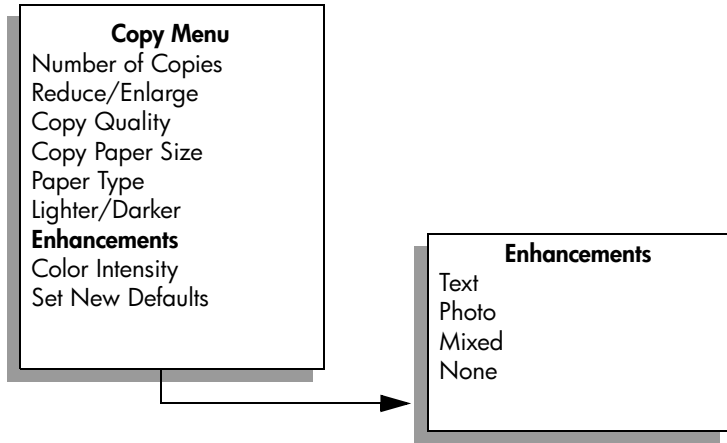 Copy Menu
Number of Copies
Reduce/Enlarge
Copy Quality
Copy Paper Size
Paper Type
Lighter/Darker
Enhancements
Color Intensity
Set New Defaults
Enhancements
Text
Photo
Mixed
None